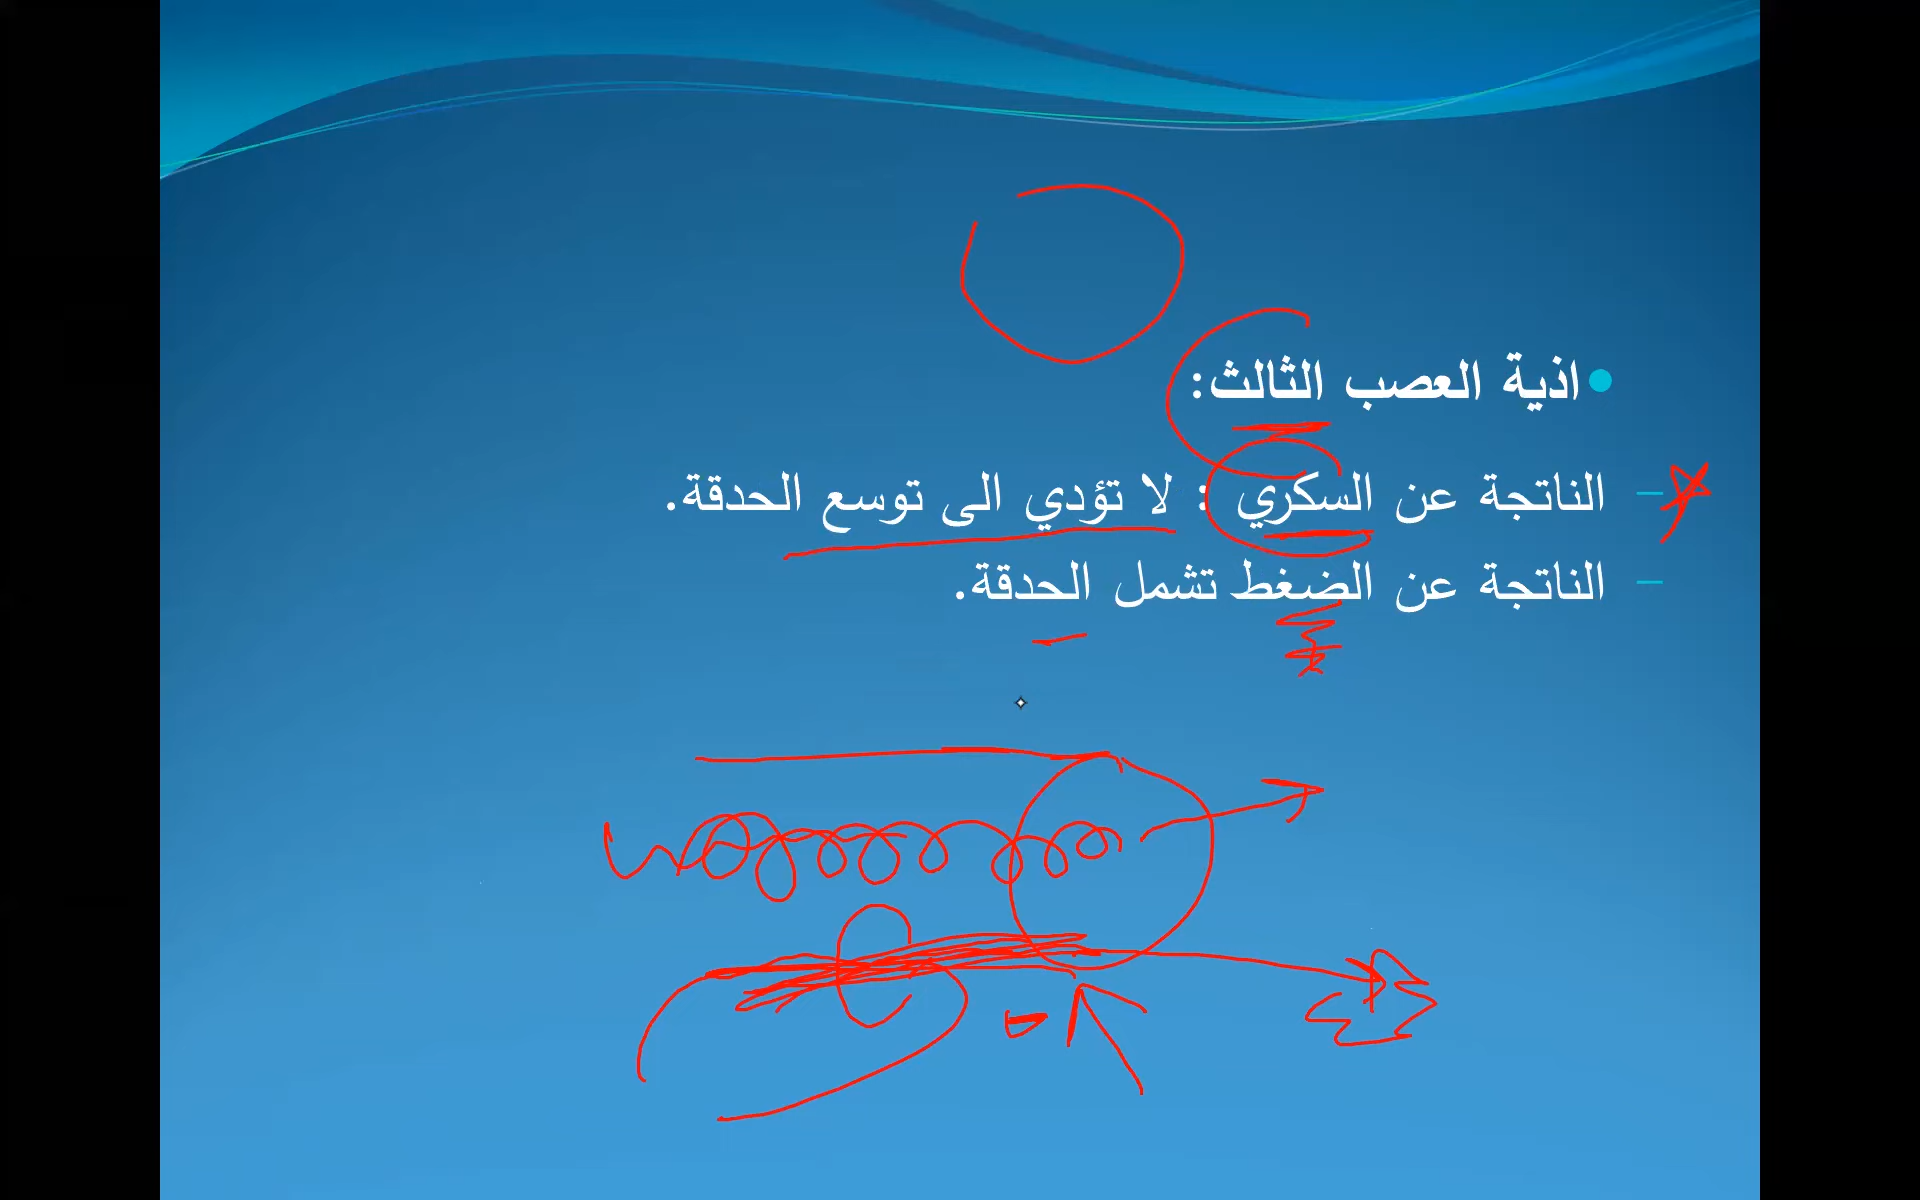 • اذية العصب الثالث:
– الناتجة عن السكري : لا تؤدي الى توسع الحدقة.
– الناتجة عن الضغط تشمل الحدقة.